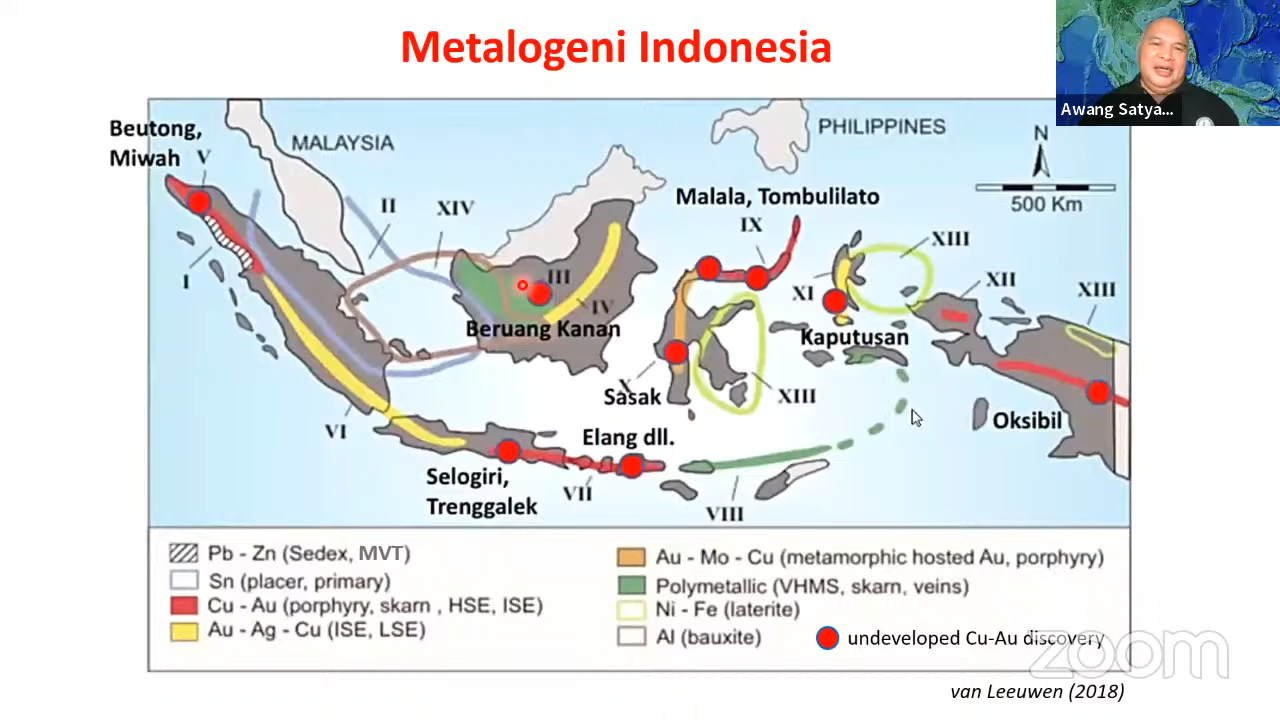 Metalogeni Indonesia
Awang Satya...
Beutong,
Miwah
V
MALAYSIA
PHILIPPINES
N
500 Km
II
XIV
Malala, Tombulilato
IX
XIII
I
III
IV
XI
XII
XIII
Beruang Kanan
Kaputusan
X
Sasak
XIII
VI
Oksibil
Elang dll.
Selogiri,
Trenggalek
VII
VIII
Pb - Zn (Sedex, MVT)
Sn (placer, primary)
Cu - Au (porphyry, skarn , HSE, ISE)
Au - Ag - Cu (ISE, LSE)
Au - Mo - Cu (metamorphic hosted Au, porphyry)
Polymetallic (VHMS, skarn, veins)
Ni - Fe (laterite)
Al (bauxite)
undeveloped Cu-Au discovery
zoom
van Leeuwen (2018)